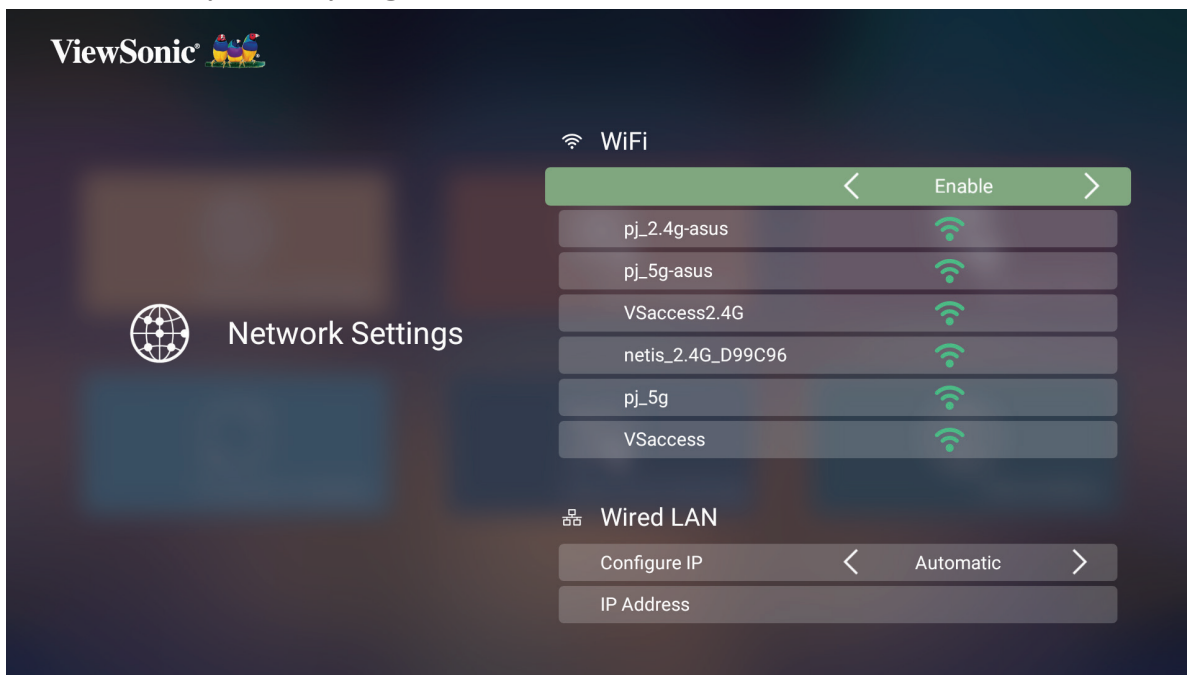 ViewSonic®
WiFi
Enable
pj_2.4g-asus
pj_5g-asus
VSaccess2.4G
Network Settings
netis_2.4G_D99C96
pj_5g
VSaccess
Wired LAN
Configure IP Automatic
IP Address